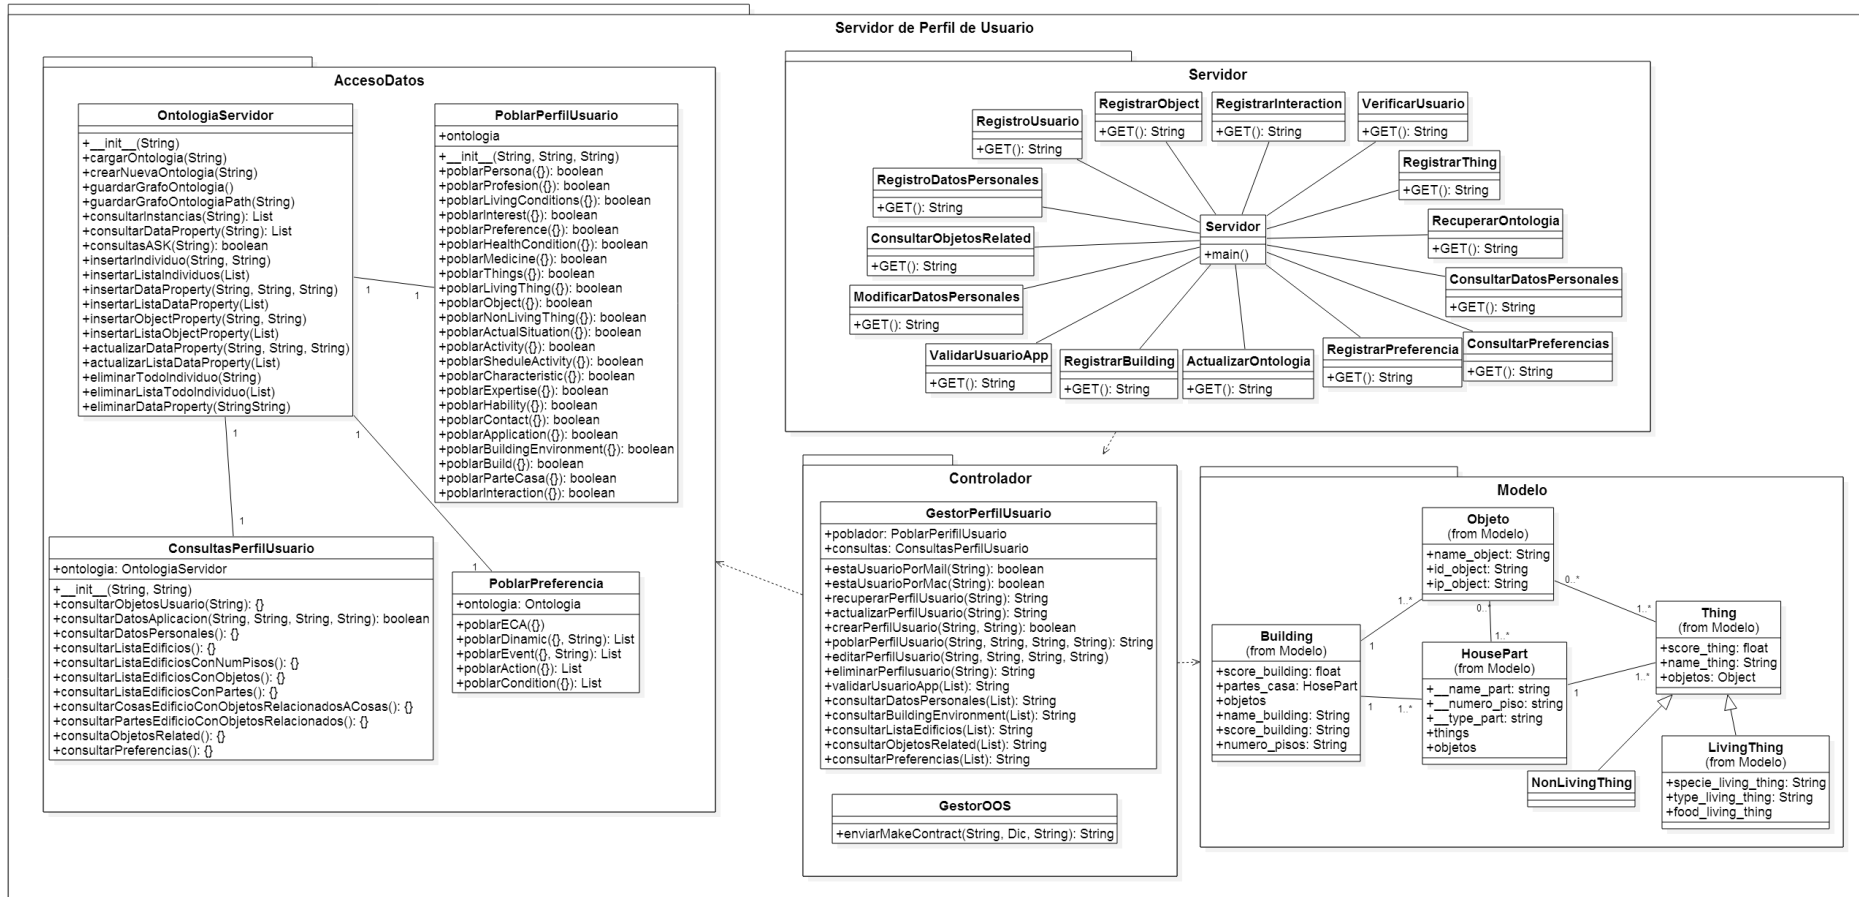 Servidor de Perfil de Usuario
AccesoDatos
OntologiaServidor
+__init__(String)
+cargarOntologia(String)
+crearNuevaOntologia(String)
+guardarGrafoOntologia()
+guardarGrafoOntologiaPath(String)
+consultarInstancias(String): List
+consultarDataProperty(String): List
+consultasASK(String): boolean
+insertarIndividuo(String, String)
+insertarListaIndividuos(List)
+insertarDataProperty(String, String, String)
+insertarListaDataProperty(List)
+insertarObjectProperty(String, String)
+insertarListaObjectProperty(List)
+actualizarDataProperty(String, String, String)
+actualizarListaDataProperty(List)
+eliminarTodoIndividuo(String)
+eliminarListaTodoIndividuo(List)
+eliminarDataProperty(StringString)
PoblarPerfilUsuario
+ontologia
+__init__(String, String, String)
+poblarPersona({}): boolean
+poblarProfesion({}): boolean
+poblarLivingConditions({}): boolean
+poblarInterest({}): boolean
+poblarPreference({}): boolean
+poblarHealthCondition({}): boolean
+poblarMedicine({}): boolean
+poblarThings({}): boolean
+poblarLivingThing({}): boolean
+poblarObject({}): boolean
+poblarNonLivingThing({}): boolean
+poblarActualSituation({}): boolean
+poblarActivity({}): boolean
+poblarSheduleActivity({}): boolean
+poblarCharacteristic({}): boolean
+poblarExpertise({}): boolean
+poblarHability({}): boolean
+poblarContact({}): boolean
+poblarApplication({}): boolean
+poblarBuildingEnvironment({}): boolean
+poblarBuild({}): boolean
+poblarParteCasa({}): boolean
+poblarInteraction({}): boolean
1
1
1
1
1
1
ConsultasPerfilUsuario
+ontologia: OntologiaServidor
+__init__(String, String)
+consultarObjetosUsuario(String): {}
+consultarDatosAplicacion(String, String, String, String): boolean
+consultarDatosPersonales(): {}
+consultarListaEdificios(): {}
+consultarListaEdificiosConNumPisos(): {}
+consultarListaEdificiosConObjetos(): {}
+consultarListaEdificiosConPartes(): {}
+consultarCosasEdificioConObjetosRelacionadosACosas(): {}
+consultarPartesEdificioConObjetosRelacionados(): {}
+consultaObjetosRelated(): {}
+consultarPreferencias(): {}
PoblarPreferencia
+ontologia: Ontologia
+poblarECA({})
+poblarDinamic({}, String): List
+poblarEvent({}, String): List
+poblarAction({}): List
+poblarCondition({}): List
Servidor
RegistroUsuario
+GET(): String
RegistrarObject
+GET(): String
RegistrarInteraction
+GET(): String
VerificarUsuario
+GET(): String
RegistrarThing
+GET(): String
RegistroDatosPersonales
+GET(): String
RecuperarOntologia
+GET(): String
Servidor
+main()
ConsultarObjetosRelated
+GET(): String
ConsultarDatosPersonales
+GET(): String
ModificarDatosPersonales
+GET(): String
ValidarUsuarioApp
+GET(): String
RegistrarBuilding
+GET(): String
ActualizarOntologia
+GET(): String
RegistrarPreferencia
+GET(): String
ConsultarPreferencias
+GET(): String
Controlador
GestorPerfilUsuario
+poblador: PoblarPerifilUsuario
+consultas: ConsultasPerfilUsuario
+estaUsuarioPorMail(String): boolean
+estaUsuarioPorMac(String): boolean
+recuperarPerfilUsuario(String): String
+actualizarPerfilUsuario(String): String
+crearPerfilUsuario(String, String): boolean
+poblarPerfilUsuario(String, String, String, String): String
+editarPerfilUsuario(String, String, String, String)
+eliminarPerfilusuario(String): String
+validarUsuarioApp(List): String
+consultarDatosPersonales(List): String
+consultarBuildingEnvironment(List): String
+consultarListaEdificios(List): String
+consultarObjetosRelated(List): String
+consultarPreferencias(List): String
GestorOOS
+enviarMakeContract(String, Dic, String): String
Modelo
Objeto
(from Modelo)
+name_object: String
+id_object: String
+ip_object: String
Thing
(from Modelo)
+score_thing: float
+name_thing: String
+objetos: Object
Building
(from Modelo)
+score_building: float
+partes_casa: HosePart
+objetos
+name_building: String
+score_building: String
+numero_pisos: String
HousePart
(from Modelo)
+__name_part: string
+__numero_piso: string
+__type_part: string
+things
+objetos
NonLivingThing
LivingThing
(from Modelo)
+specie_living_thing: String
+type_living_thing: String
+food_living_thing
1..*
1
0..*
1..*
0..*
1..*
1
1..*
1
1..*